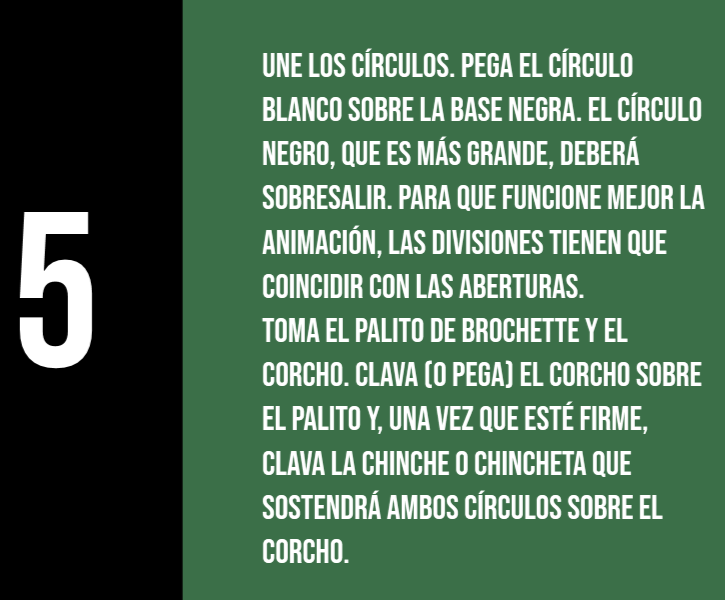 5
UNE LOS CÍRCULOS. PEGA EL CÍRCULO
BLANCO SOBRE LA BASE NEGRA. EL CÍRCULO
NEGRO, QUE ES MÁS GRANDE, DEBERÁ
SOBRESALIR. PARA QUE FUNCIONE MEJOR LA
ANIMACIÓN, LAS DIVISIONES TIENEN QUE
COINCIDIR CON LAS ABERTURAS.
TOMA EL PALITO DE BROCHETTE Y EL
CORCHO. CLAVA (O PEGA) EL CORCHO SOBRE
EL PALITO Y, UNA VEZ QUE ESTÉ FIRME,
CLAVA LA CHINCHE O CHINCHETA QUE
SOSTENDRÁ AMBOS CÍRCULOS SOBRE EL
CORCHO.